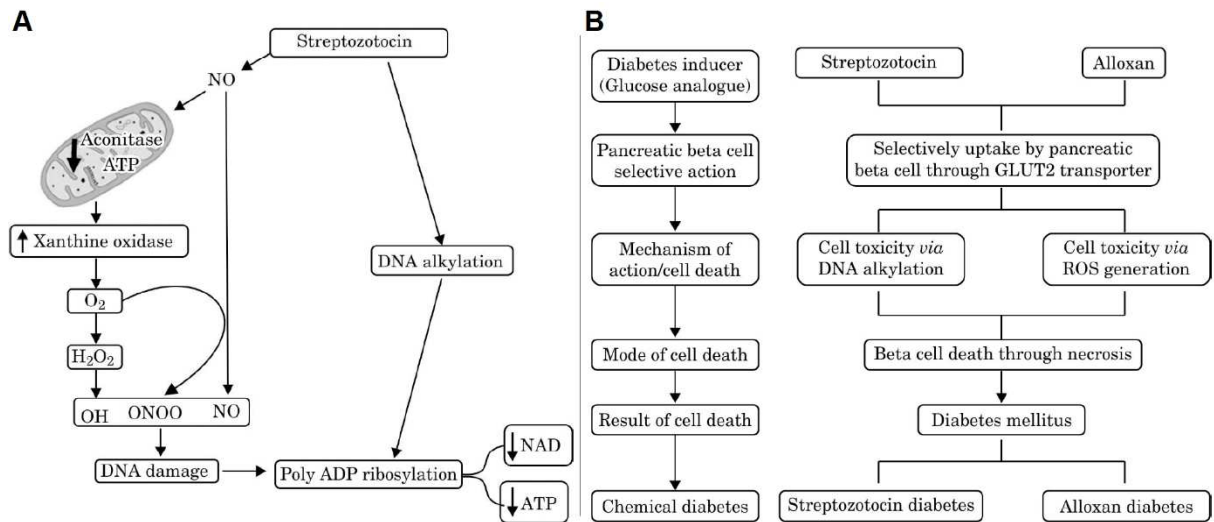 A
Streptozotocin
NO
Aconitase
ATP
Xanthine oxidase
O₂
H₂O₂
OH ONOO NO
DNA damage
DNA alkylation
Poly ADP ribosylation
NAD
ATP
B
Diabetes inducer
(Glucose analogue)
Pancreatic beta cell
selective action
Mechanism of
action/cell death
Mode of cell death
Result of cell death
Chemical diabetes
Streptozotocin
Alloxan
Selectively uptake by pancreatic
beta cell through GLUT2 transporter
Cell toxicity via
DNA alkylation
Cell toxicity via
ROS generation
Beta cell death through necrosis
Diabetes mellitus
Streptozotocin diabetes
Alloxan diabetes